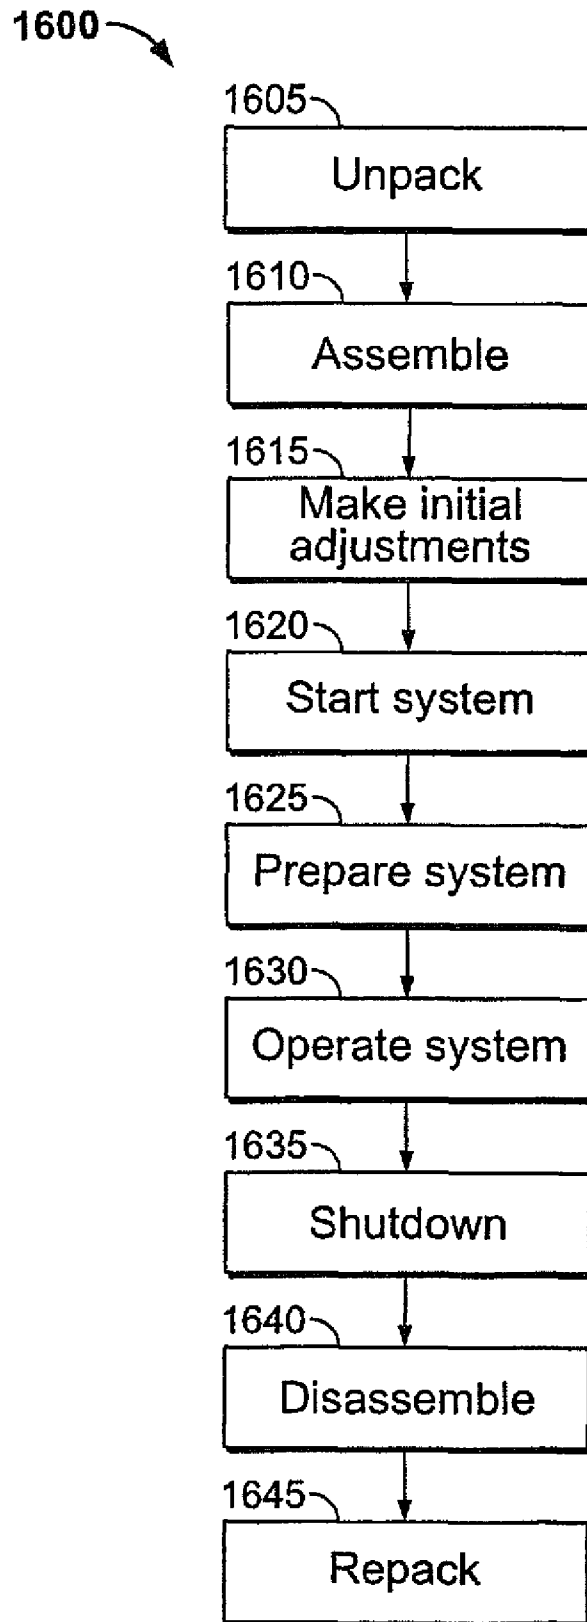 1600
1605
Unpack
1610
Assemble
1615
Make initial
adjustments
1620
Start system
1625
Prepare system
1630
Operate system
1635
Shutdown
1640
Disassemble
1645
Repack